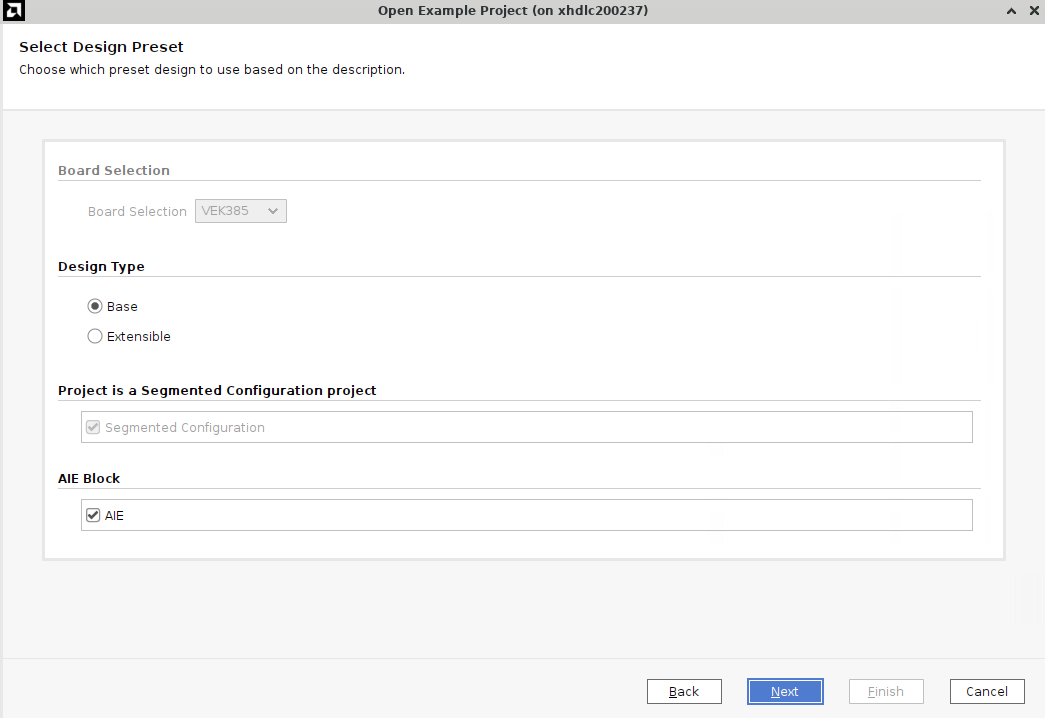 Open Example Project (on xhdlc200237)
Select Design Preset
Choose which preset design to use based on the description.
Board Selection
Board Selection VEK385
Design Type
Base
Extensible
Project is a Segmented Configuration project
Segmented Configuration
AIE Block
AIE
Back Next Finish Cancel